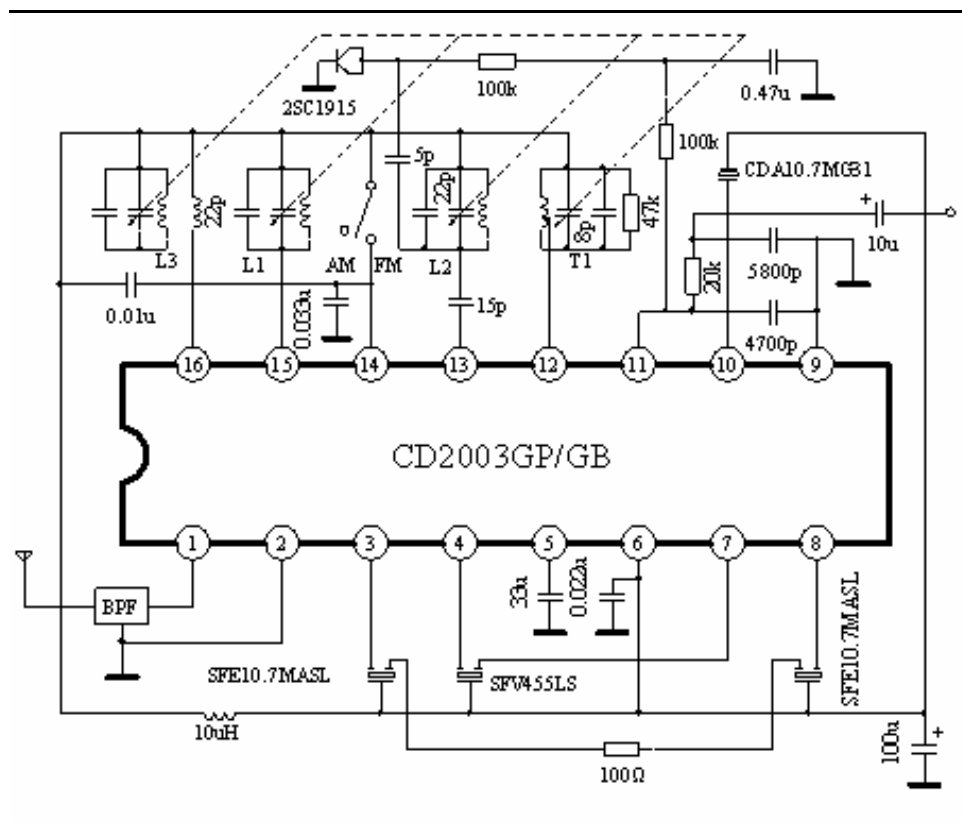 2SC1915
100k
0.47u
100k
CDA10.7MGB1
5p
22p
22p
8p
47k
+
10u
L3
L1
AM
FM
L2
T1
20k
5800p
0.01u
0.033u
15p
4700p
16
15
14
13
12
11
10
9
CD2003GP/GB
1
2
3
4
5
6
7
8
33u
0.022u
BPF
SFE10.7MASL
SFV455LS
SFE10.7MASL
10uH
100Ω
100u
+